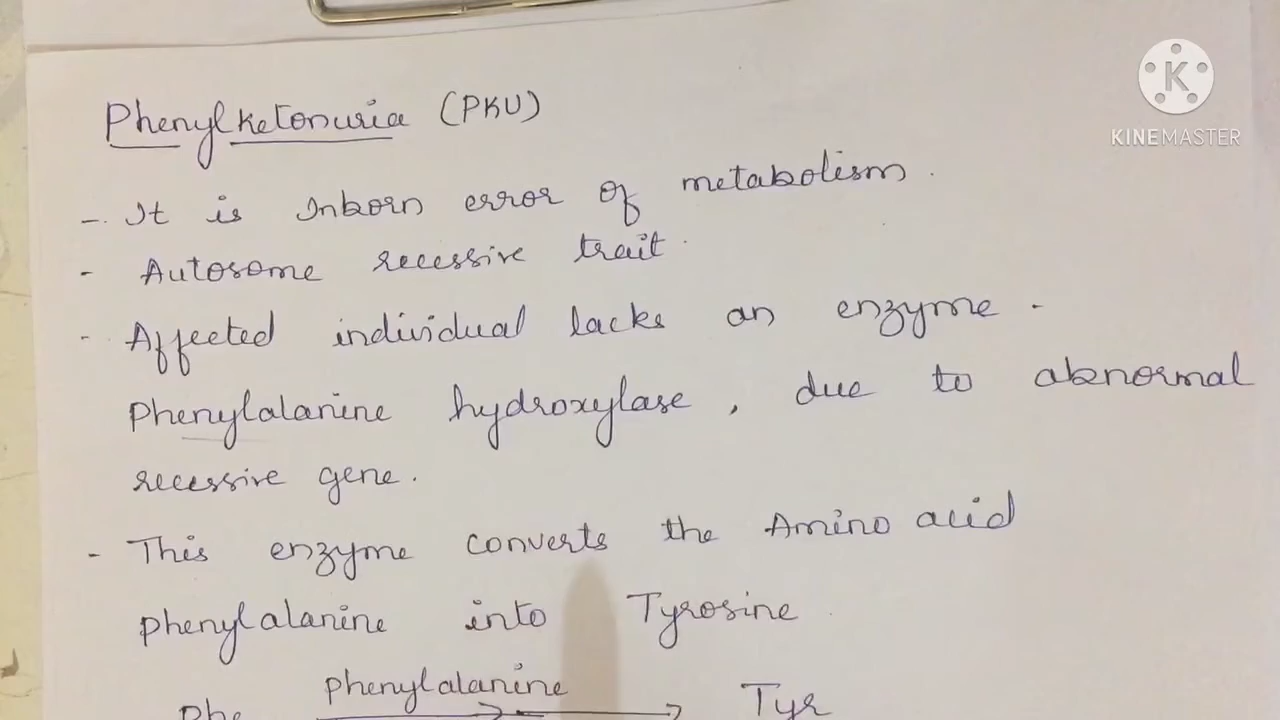 Phenylketonuria (PKU)
- It is Inborn error of metabolism.
- Autosome recessive trait.
- Affected individual lacks an enzyme -
Phenylalanine hydroxylase, due to abnormal
recessive gene.
- This enzyme converts the Amino acid
phenylalanine into Tyrosine
phenylalanine
Phe Tyr
K
KINEMASTER